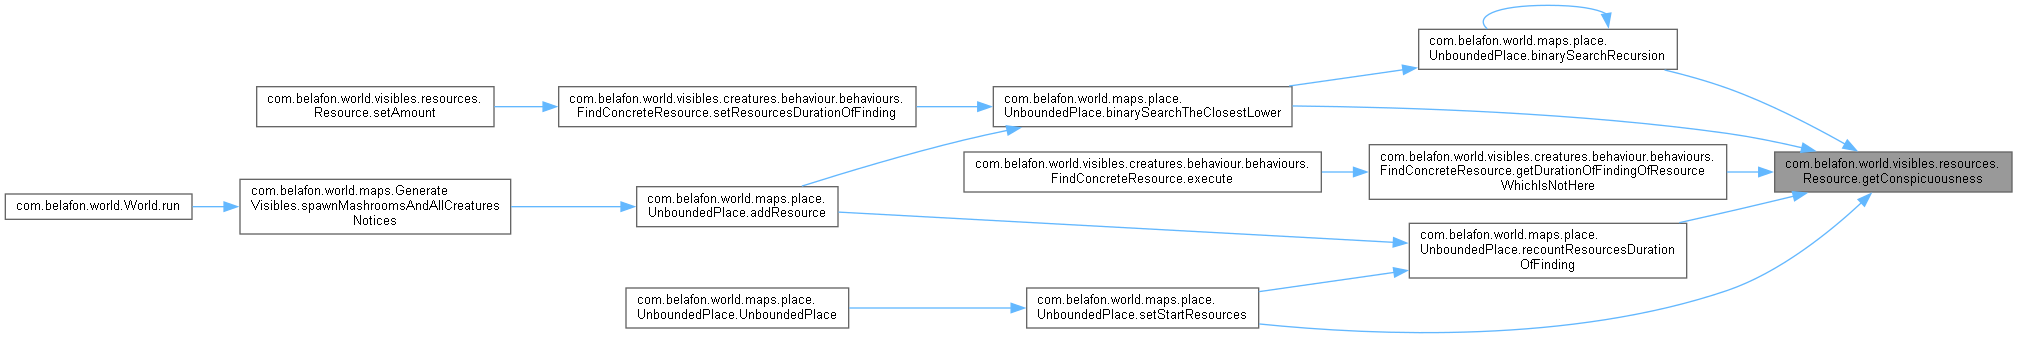 com.belafon.world.maps.place.
UnboundedPlace.binarySearchRecursion
com.belafon.world.visibles.resources.
Resource.setAmount
com.belafon.world.visibles.creatures.behaviour.behaviours.
FindConcreteResource.setResourcesDurationOfFinding
com.belafon.world.maps.place.
UnboundedPlace.binarySearchTheClosestLower
com.belafon.world.visibles.creatures.behaviour.behaviours.
FindConcreteResource.execute
com.belafon.world.visibles.creatures.behaviour.behaviours.
FindConcreteResource.getDurationOfFindingOfResource
WhichIsNotHere
com.belafon.world.visibles.resources.
Resource.getConspicuousness
com.belafon.world.World.run
com.belafon.world.maps.Generate
Visibles.spawnMashroomsAndAllCreatures
Notices
com.belafon.world.maps.place.
UnboundedPlace.addResource
com.belafon.world.maps.place.
UnboundedPlace.recountResourcesDuration
OfFinding
com.belafon.world.maps.place.
UnboundedPlace.UnboundedPlace
com.belafon.world.maps.place.
UnboundedPlace.setStartResources